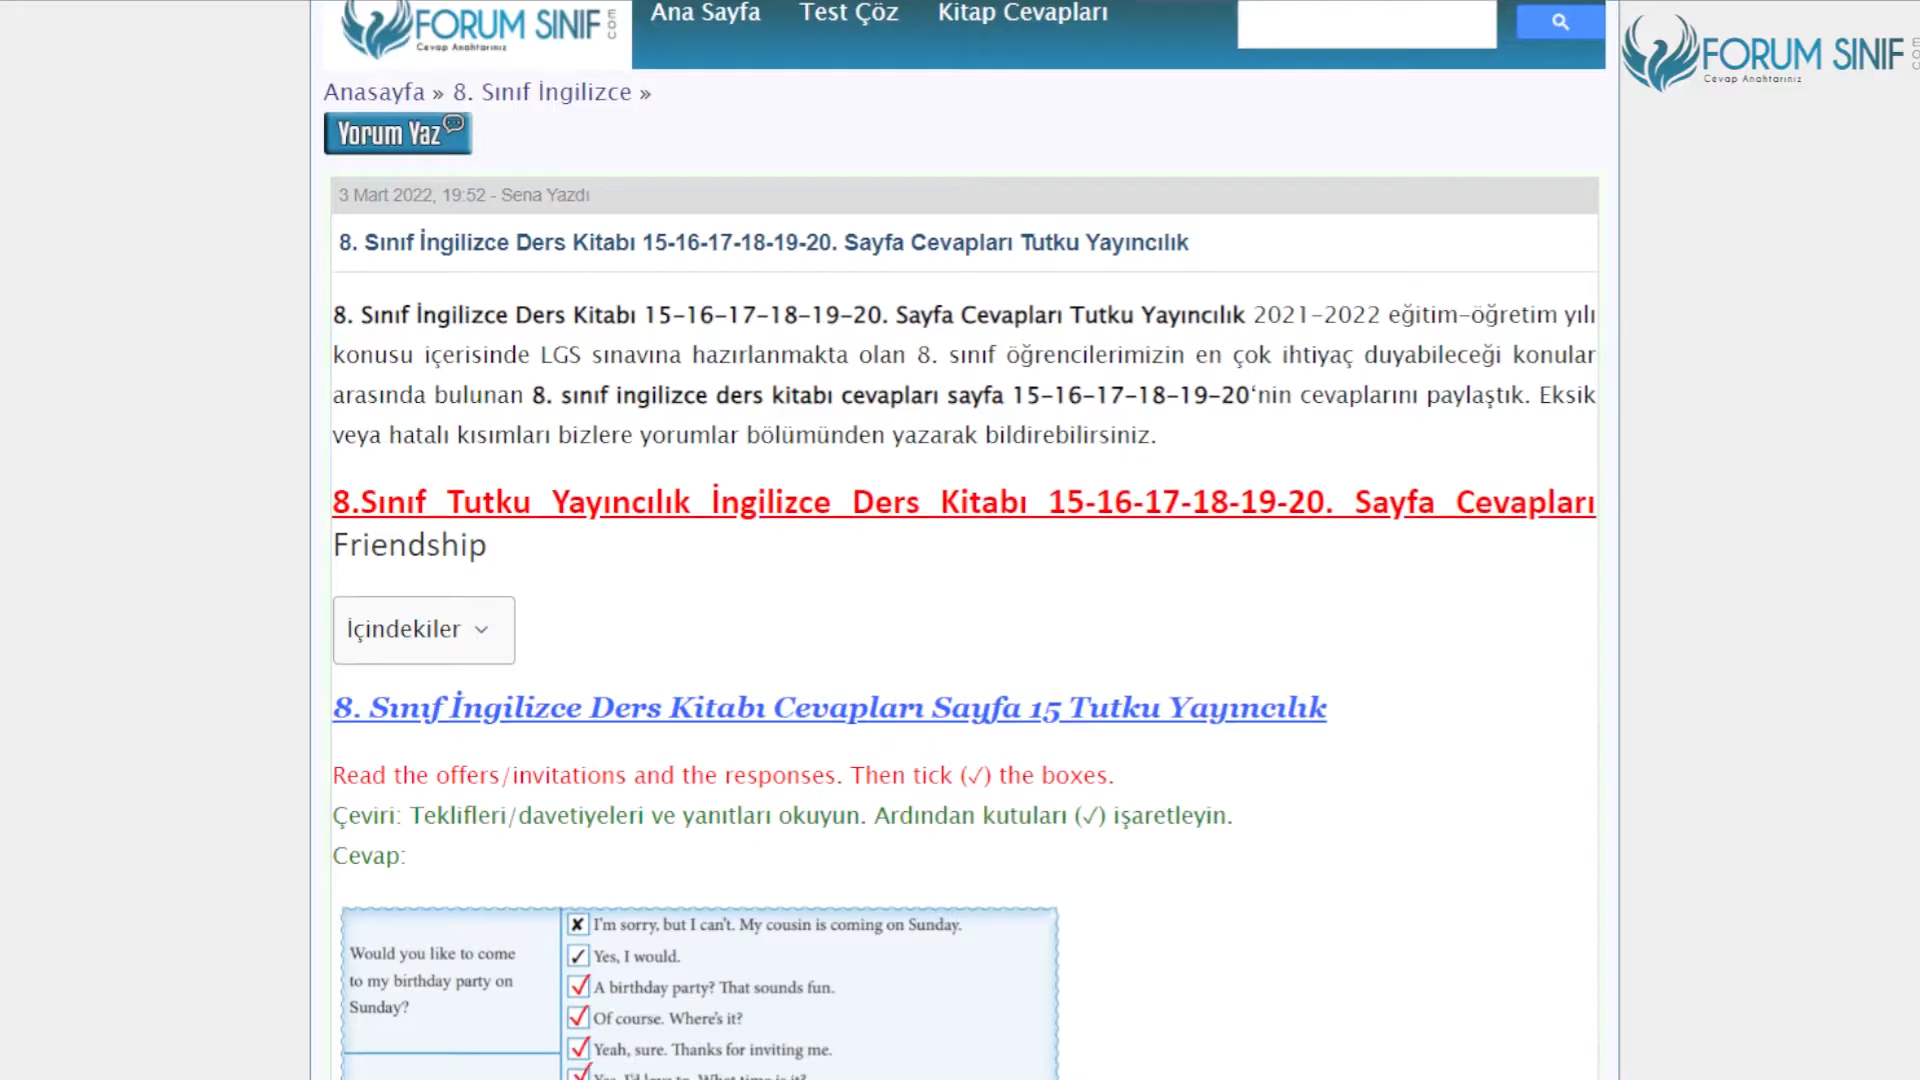 FORUM SINIF com
Cevap Anahtarınız
Ana Sayfa Test Çöz Kitap Cevapları
FORUM SINIF com
Cevap Anahtarınız
Anasayfa » 8. Sınıf İngilizce »
Yorum Yaz
3 Mart 2022, 19:52 - Sena Yazdı
8. Sınıf İngilizce Ders Kitabı 15-16-17-18-19-20. Sayfa Cevapları Tutku Yayıncılık
8. Sınıf İngilizce Ders Kitabı 15-16-17-18-19-20. Sayfa Cevapları Tutku Yayıncılık 2021-2022 eğitim-öğretim yılı
konusu içerisinde LGS sınavına hazırlanmakta olan 8. sınıf öğrencilerimizin en çok ihtiyaç duyabileceği konular
arasında bulunan 8. sınıf ingilizce ders kitabı cevapları sayfa 15-16-17-18-19-20‘nin cevaplarını paylaştık. Eksik
veya hatalı kısımları bizlere yorumlar bölümünden yazarak bildirebilirsiniz.
8.Sınıf Tutku Yayıncılık İngilizce Ders Kitabı 15-16-17-18-19-20. Sayfa Cevapları
Friendship
İçindekiler
8. Sınıf İngilizce Ders Kitabı Cevapları Sayfa 15 Tutku Yayıncılık
Read the offers/invitations and the responses. Then tick (✓) the boxes.
Çeviri: Teklifleri/davetiyeleri ve yanıtları okuyun. Ardından kutuları (✓) işaretleyin.
Cevap:
Would you like to come
to my birthday party on
Sunday?
✘ I'm sorry, but I can't. My cousin is coming on Sunday.
✓ Yes, I would.
✓ A birthday party? That sounds fun.
✓ Of course. Where's it?
✓ Yeah, sure. Thanks for inviting me.
✓ Yes, I'd love to. What time is it?